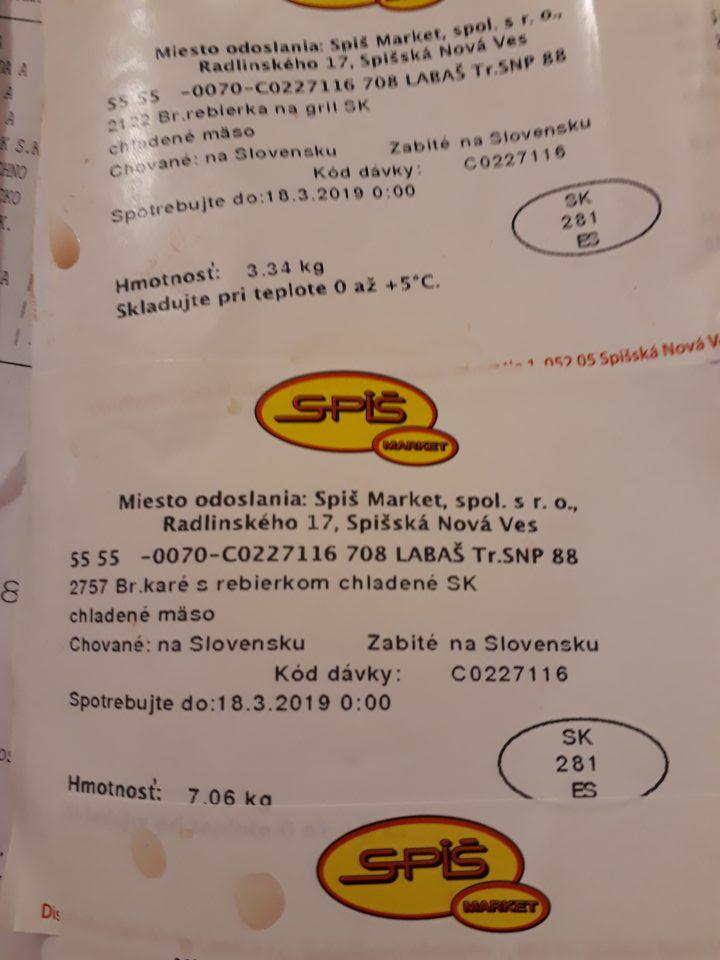 Miesto odoslania: Spiš Market, spol. s r. o.,
Radlinského 17, Spišská Nová Ves
55 55 -0070-C0227116 708 LABAŠ Tr.SNP 88
2122 Br.rebierka na gril SK
chladené mäso
Chované: na Slovensku Zabité na Slovensku
Kód dávky: C0227116
Spotrebujte do:18.3.2019 0:00
SK
281
ES
Hmotnosť: 3.34 kg
Skladujte pri teplote 0 až +5°C.
1, 052 05 Spišská Nová V
SPIŠ
MARKET
Miesto odoslania: Spiš Market, spol. s r. o.,
Radlinského 17, Spišská Nová Ves
55 55 -0070-C0227116 708 LABAŠ Tr.SNP 88
2757 Br.karé s rebierkom chladené SK
chladené mäso
Chované: na Slovensku Zabité na Slovensku
Kód dávky: C0227116
Spotrebujte do:18.3.2019 0:00
SK
281
ES
Hmotnosť: 7.06 kg
SPIŠ
MARKET
Dis